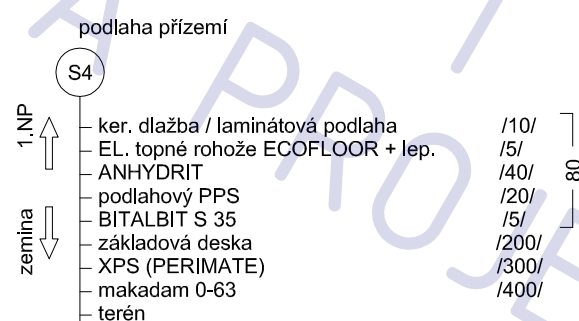 podlaha přízemí
S4
1.NP
zemina
ker. dlažba / laminátová podlaha /10/
EL. topné rohože ECOFLOOR + lep. /5/
ANHYDRIT /40/
podlahový PPS /20/
BITALBIT S 35 /5/
80
základová deska /200/
XPS (PERIMATE) /300/
makadam 0-63 /400/
terén
A PROJE